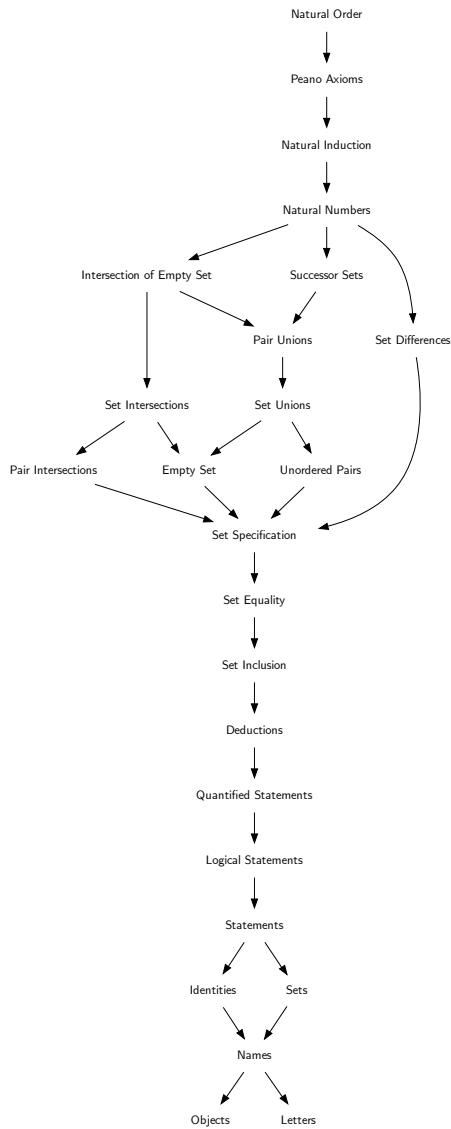 Natural Order
Peano Axioms
Natural Induction
Natural Numbers
Intersection of Empty Set
Successor Sets
Pair Unions
Set Differences
Set Intersections
Set Unions
Pair Intersections
Empty Set
Unordered Pairs
Set Specification
Set Equality
Set Inclusion
Deductions
Quantified Statements
Logical Statements
Statements
Identities
Sets
Names
Objects
Letters